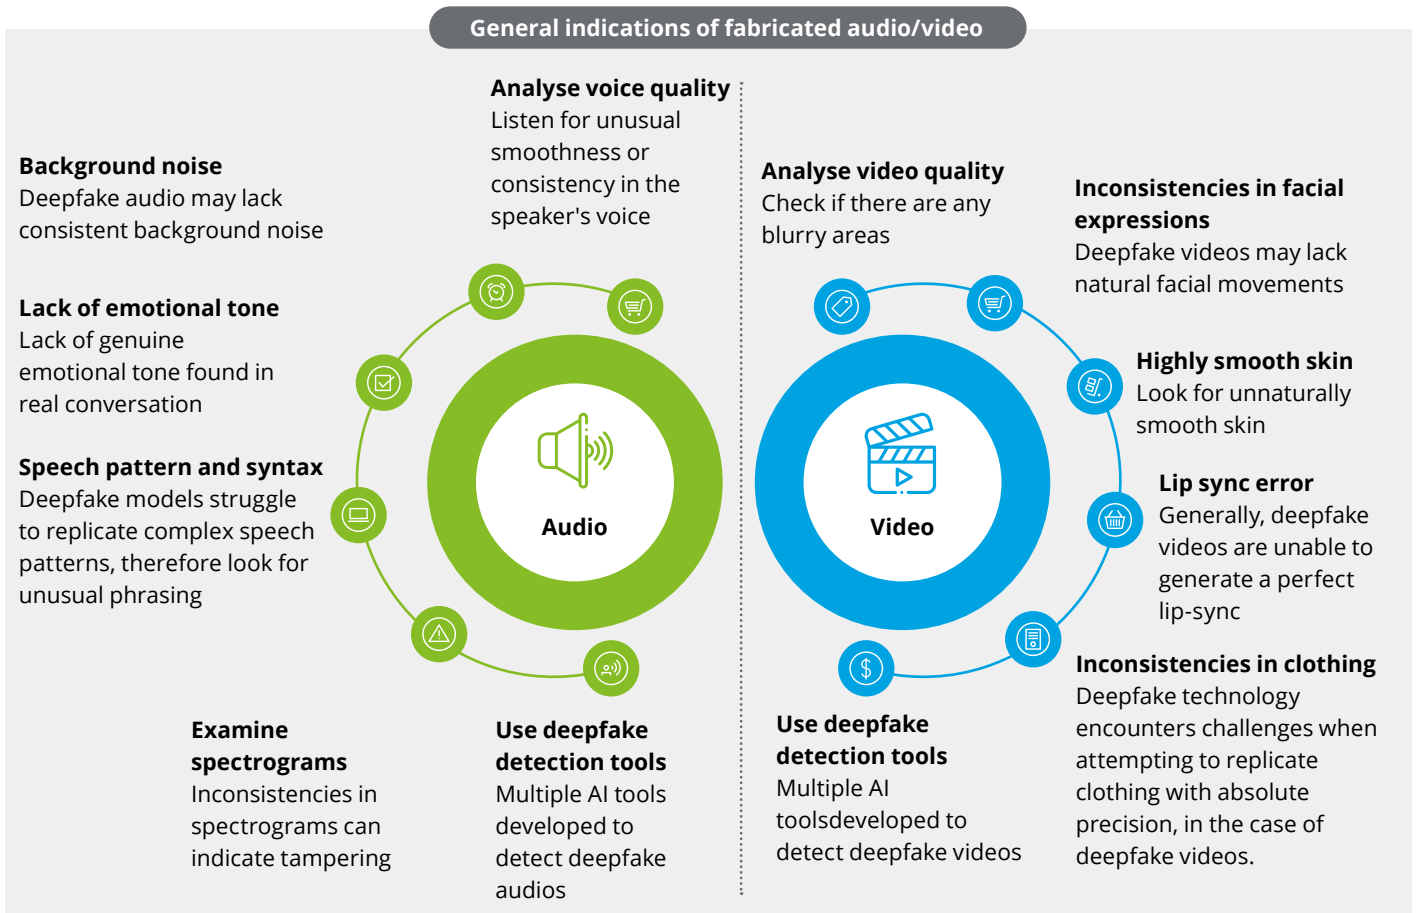 General indications of fabricated audio/video
Analyse voice quality
Listen for unusual
smoothness or
consistency in the
speaker's voice
Background noise
Deepfake audio may lack
consistent background noise
Lack of emotional tone
Lack of genuine
emotional tone found in
real conversation
Speech pattern and syntax
Deepfake models struggle
to replicate complex speech
patterns, therefore look for
unusual phrasing
Examine
spectrograms
Inconsistencies in
spectrograms can
indicate tampering
Use deepfake
detection tools
Multiple AI tools
developed to
detect deepfake
audios
Audio
Analyse video quality
Check if there are any
blurry areas
Inconsistencies in facial
expressions
Deepfake videos may lack
natural facial movements
Highly smooth skin
Look for unnaturally
smooth skin
Lip sync error
Generally, deepfake
videos are unable to
generate a perfect
lip-sync
Inconsistencies in clothing
Deepfake technology
encounters challenges when
attempting to replicate
clothing with absolute
precision, in the case of
deepfake videos.
Use deepfake
detection tools
Multiple AI
toolsdeveloped to
detect deepfake videos
Video
$